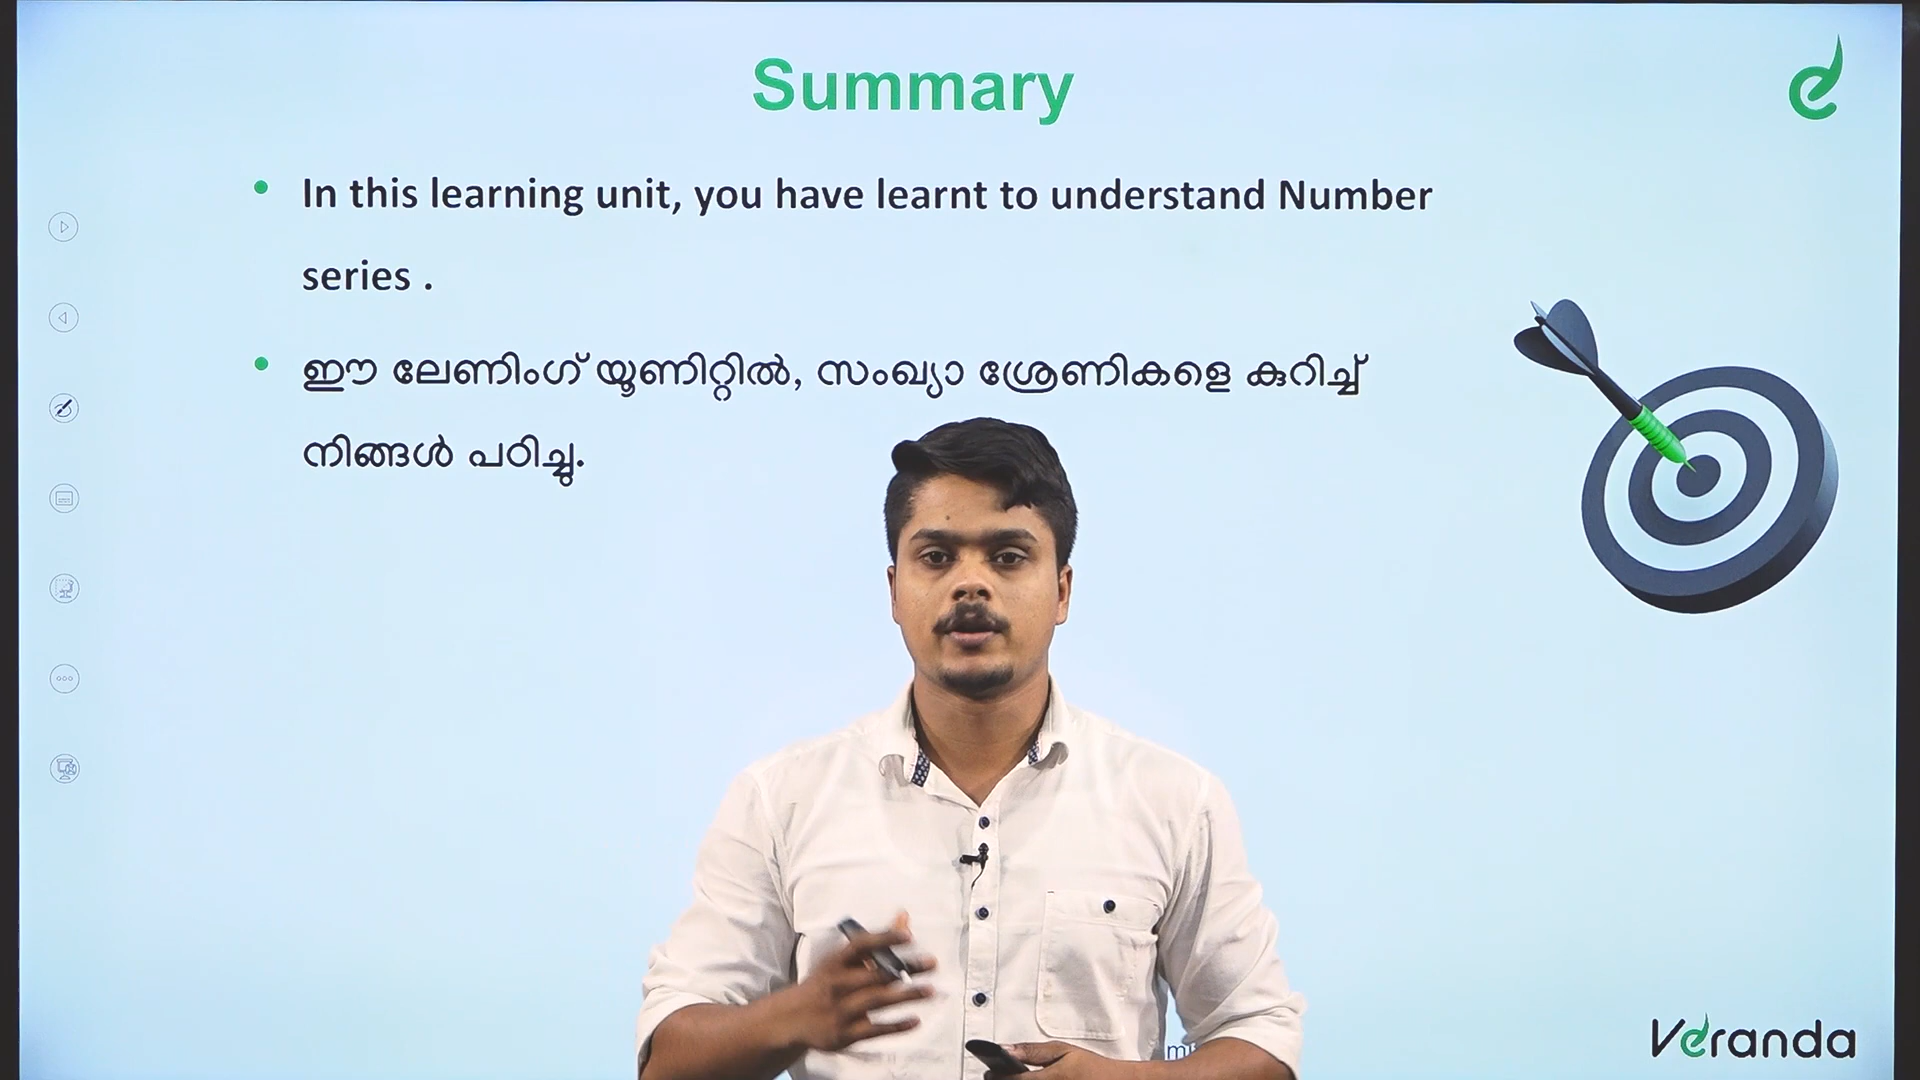 Summary
• In this learning unit, you have learnt to understand Number
series .
• ഈ ലേണിംഗ് യൂണിറ്റിൽ, സംഖ്യാ ശ്രേണികളെ കുറിച്ച്
നിങ്ങൾ പഠിച്ചു.
Veranda